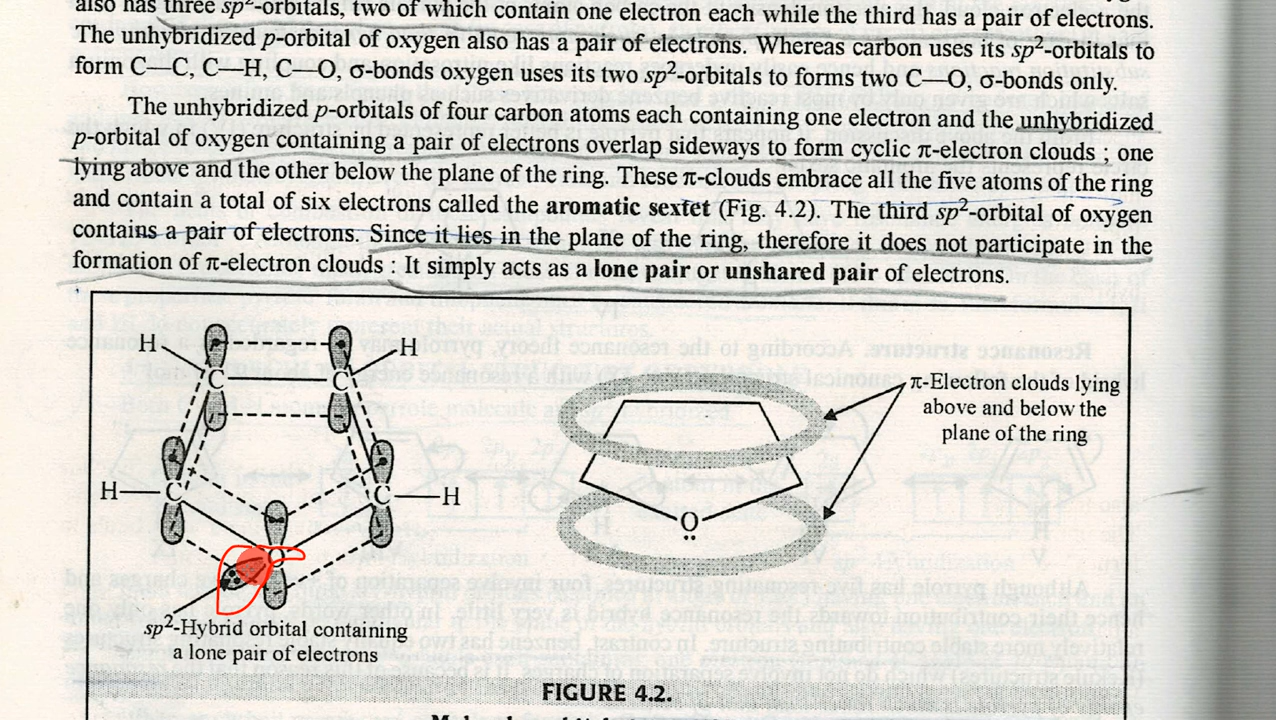 also has three sp²-orbitals, two of which contain one electron each while the third has a pair of electrons.
The unhybridized p-orbital of oxygen also has a pair of electrons. Whereas carbon uses its sp²-orbitals to
form C—C, C—H, C—O, σ-bonds oxygen uses its two sp²-orbitals to forms two C—O, σ-bonds only.
The unhybridized p-orbitals of four carbon atoms each containing one electron and the unhybridized
p-orbital of oxygen containing a pair of electrons overlap sideways to form cyclic π-electron clouds ; one
lying above and the other below the plane of the ring. These π-clouds embrace all the five atoms of the ring
and contain a total of six electrons called the aromatic sextet (Fig. 4.2). The third sp²-orbital of oxygen
contains a pair of electrons. Since it lies in the plane of the ring, therefore it does not participate in the
formation of π-electron clouds : It simply acts as a lone pair or unshared pair of electrons.
H H
C C
H—C C—H
O
sp²-Hybrid orbital containing
a lone pair of electrons
O
π-Electron clouds lying
above and below the
plane of the ring
FIGURE 4.2.